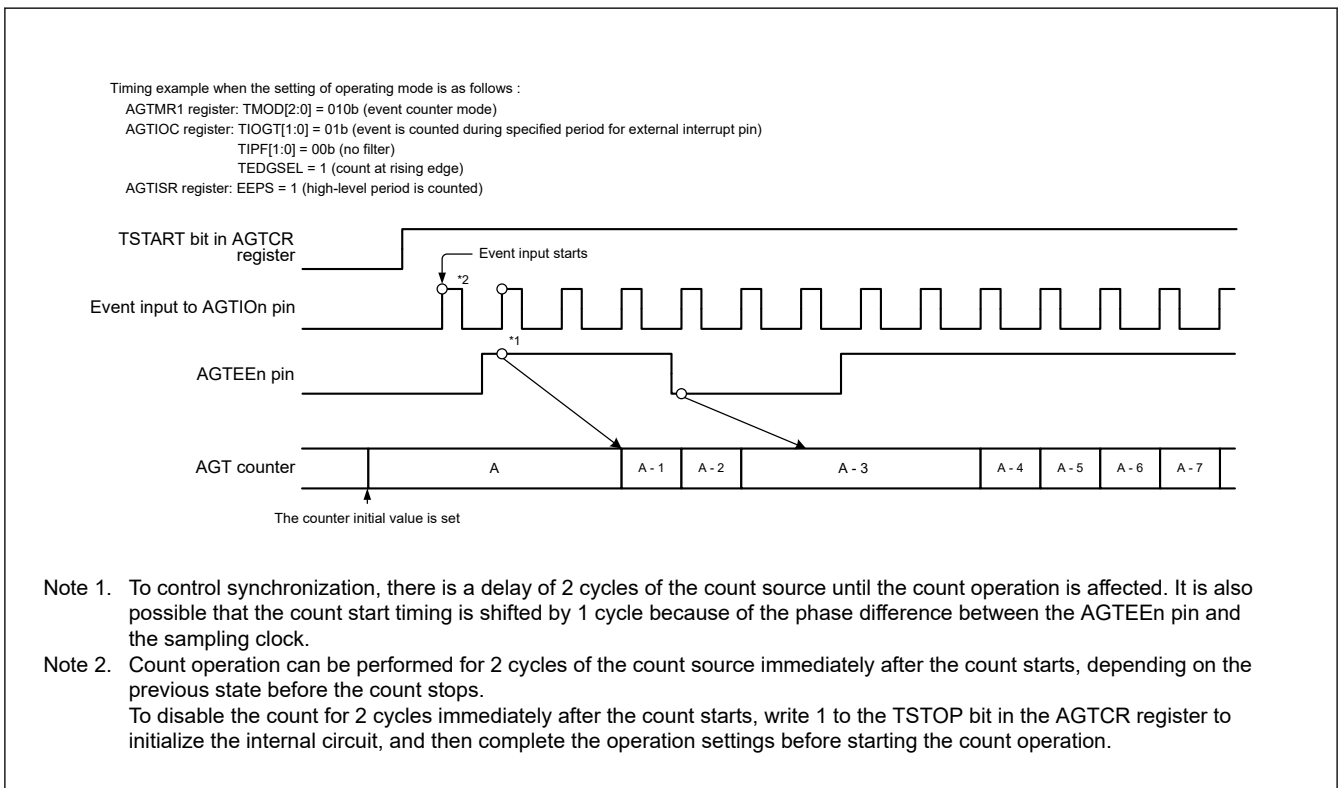 Timing example when the setting of operating mode is as follows :
AGTMR1 register: TMOD[2:0] = 010b (event counter mode)
AGTIOC register: TIOGT[1:0] = 01b (event is counted during specified period for external interrupt pin)
TIPF[1:0] = 00b (no filter)
TEDGSEL = 1 (count at rising edge)
AGTISR register: EEPS = 1 (high-level period is counted)
TSTART bit in AGTCR
register
Event input starts
*2
Event input to AGTIOn pin
*1
AGTEEn pin
AGT counter
A
A - 1
A - 2
A - 3
A - 4
A - 5
A - 6
A - 7
The counter initial value is set
Note 1. To control synchronization, there is a delay of 2 cycles of the count source until the count operation is affected. It is also
possible that the count start timing is shifted by 1 cycle because of the phase difference between the AGTEEn pin and
the sampling clock.
Note 2. Count operation can be performed for 2 cycles of the count source immediately after the count starts, depending on the
previous state before the count stops.
To disable the count for 2 cycles immediately after the count starts, write 1 to the TSTOP bit in the AGTCR register to
initialize the internal circuit, and then complete the operation settings before starting the count operation.